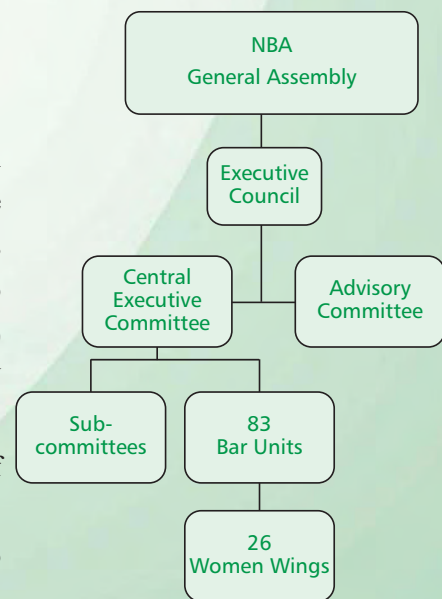 NBA
General Assembly
Executive
Council
Central
Executive
Committee
Advisory
Committee
Sub-
committees
83
Bar Units
26
Women Wings